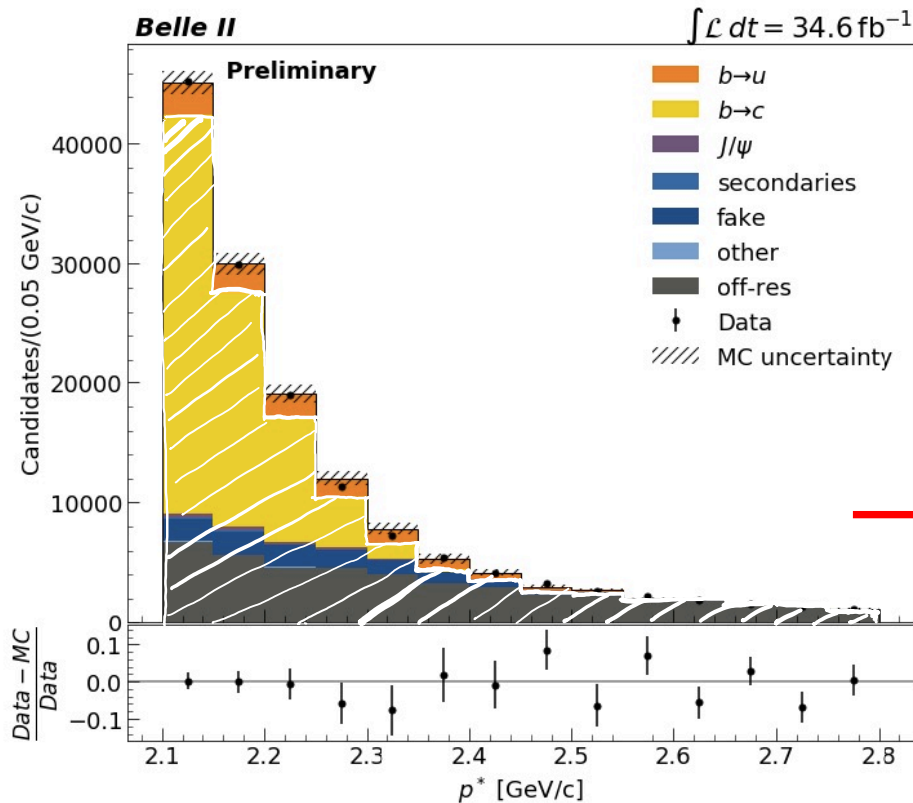 Belle II
∫ℒ dt = 34.6 fb⁻¹
Preliminary
b→u
b→c
J/ψ
secondaries
fake
other
off-res
Data
MC uncertainty
Candidates/(0.05 GeV/c)
40000
30000
20000
10000
0
Data − MC
Data
0.1
0.0
−0.1
2.1 2.2 2.3 2.4 2.5 2.6 2.7 2.8
p* [GeV/c]